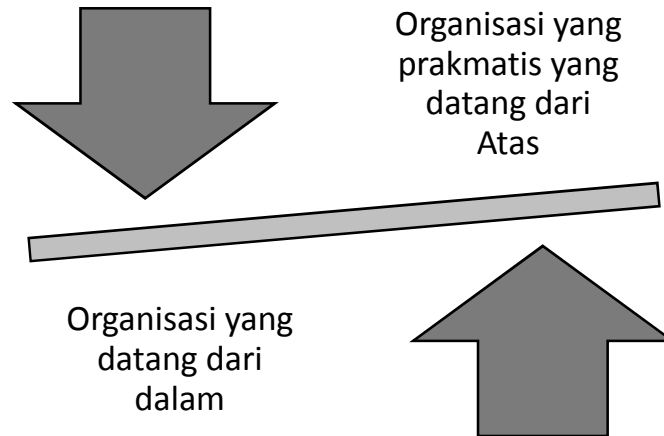 Organisasi yang
prakmatis yang
datang dari
Atas
Organisasi yang
datang dari
dalam